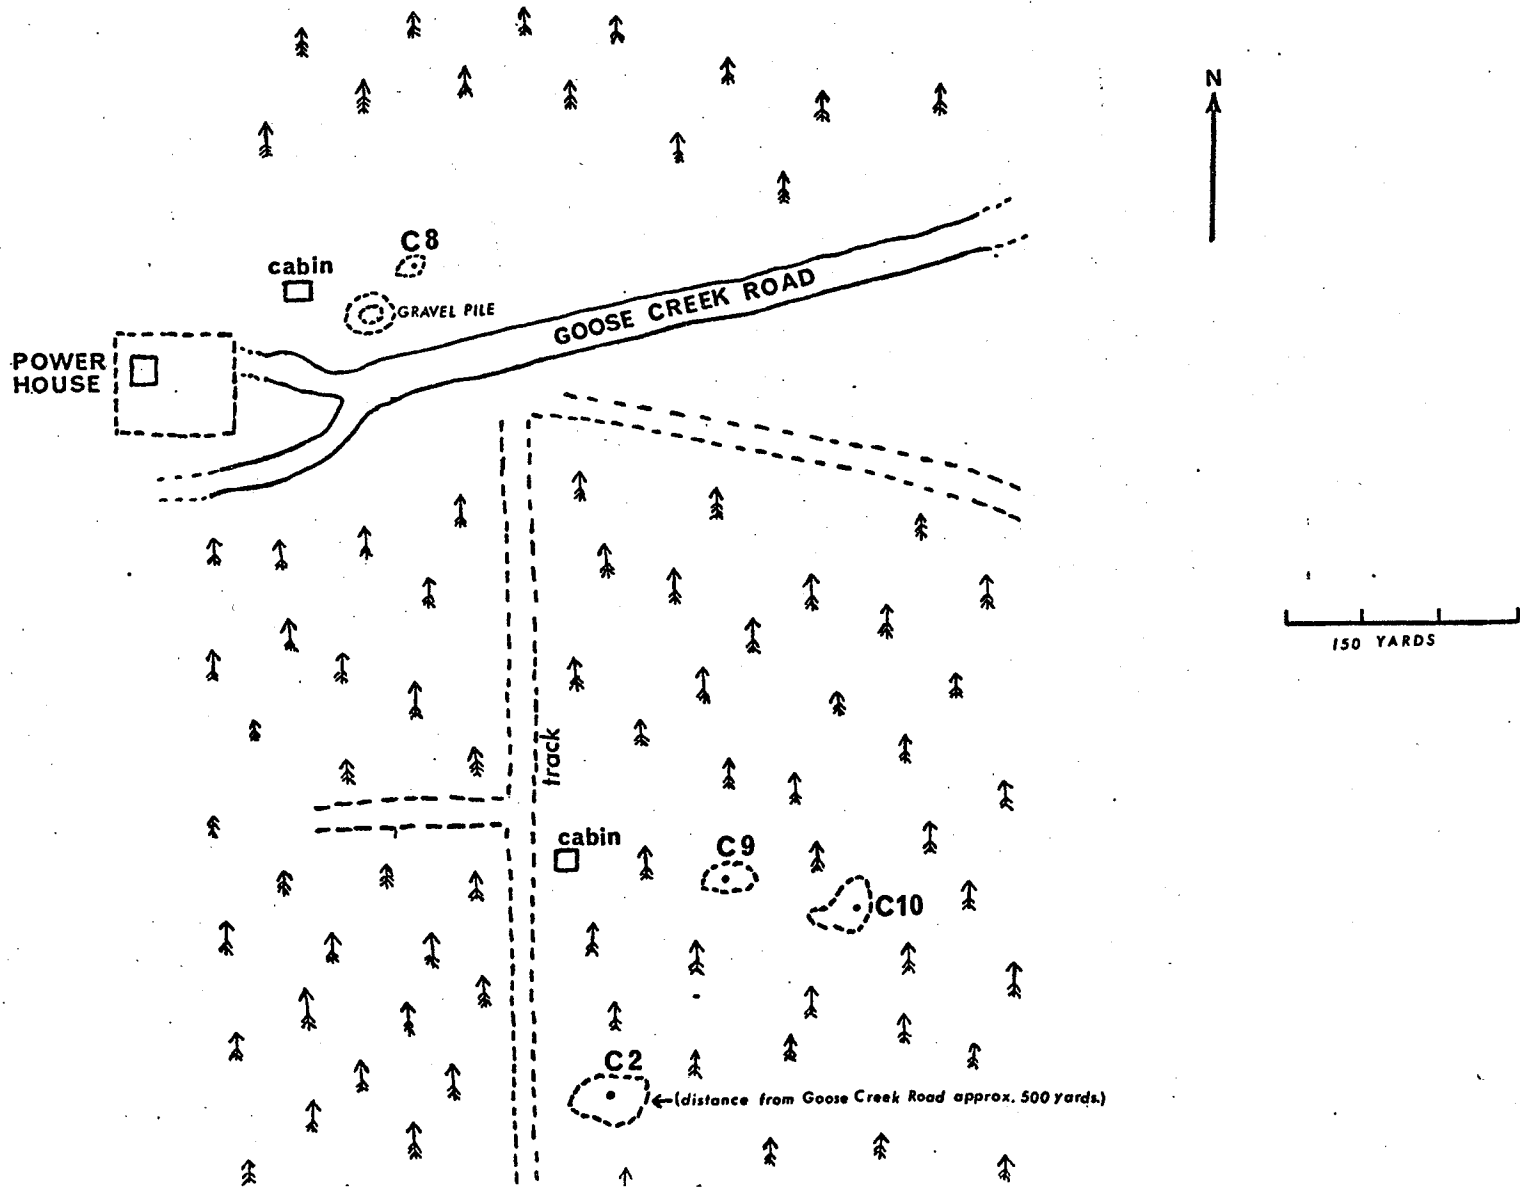 N
C8
cabin
GRAVEL PILE
GOOSE CREEK ROAD
POWER
HOUSE
150 YARDS
track
cabin
C9
C10
C2
(distance from Goose Creek Road approx. 500 yards.)